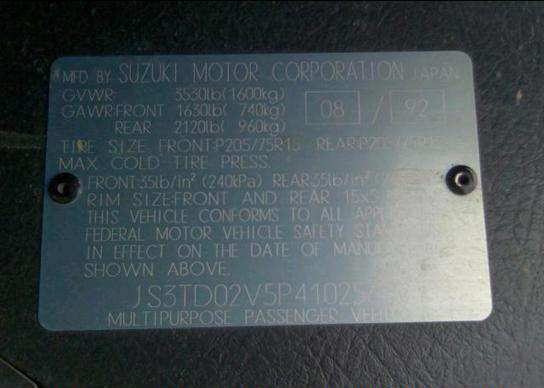 MFD BY SUZUKI MOTOR CORPORATION JAPAN
GVWR: 3530lb (1600kg)
GAWR:FRONT 1630lb( 740kg) 08 / 92
REAR 2120lb( 960kg)
TIRE SIZE FRONT:P205/75R15 REAR:
MAX. COLD TIRE PRESS.
FRONT:35lb/in² (240kPa) REAR:35lb/in²
RIM SIZE:FRONT AND REAR
THIS VEHICLE CONFORMS TO ALL
FEDERAL MOTOR VEHICLE SAFETY
IN EFFECT ON THE DATE OF
SHOWN ABOVE.
JS3TD02V5P41025
MULTIPURPOSE PASSENGER